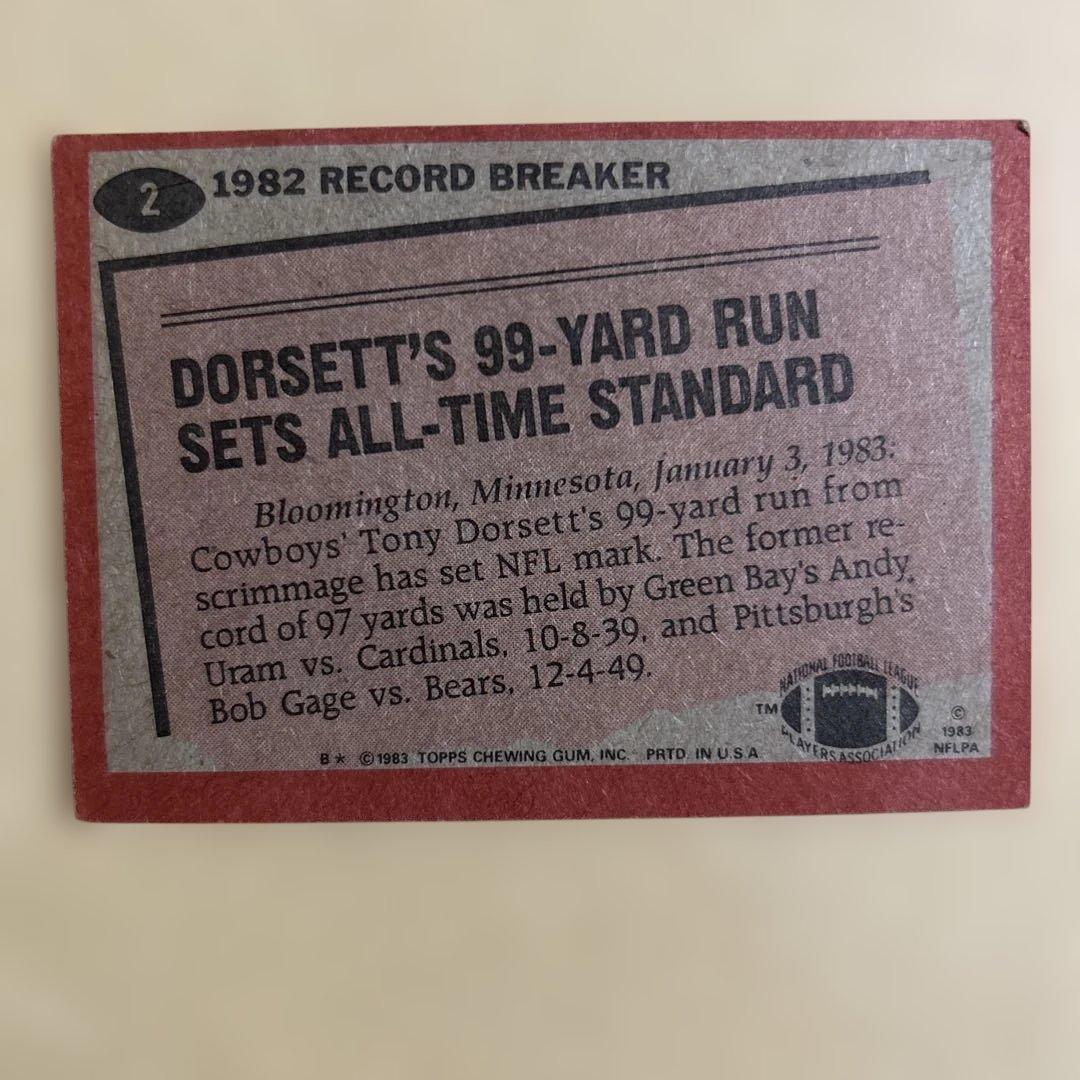 2
1982 RECORD BREAKER
DORSETT'S 99-YARD RUN
SETS ALL-TIME STANDARD
Bloomington, Minnesota, January 3, 1983:
Cowboys' Tony Dorsett's 99-yard run from
scrimmage has set NFL mark. The former re-
cord of 97 yards was held by Green Bay's Andy
Uram vs. Cardinals, 10-8-39, and Pittsburgh's
Bob Gage vs. Bears, 12-4-49.
NATIONAL FOOTBALL LEAGUE
TM
PLAYERS ASSOCIATION
©
1983
NFLPA
B★ ©1983 TOPPS CHEWING GUM, INC. PRTD. IN U.S.A.